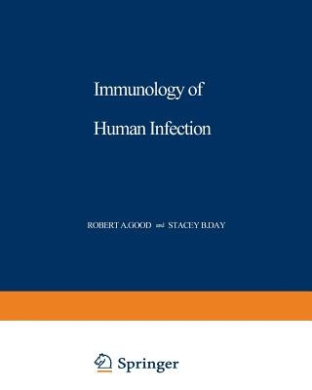 Immunology of
Human Infection
ROBERT A.GOOD and STACEY B.DAY
Springer